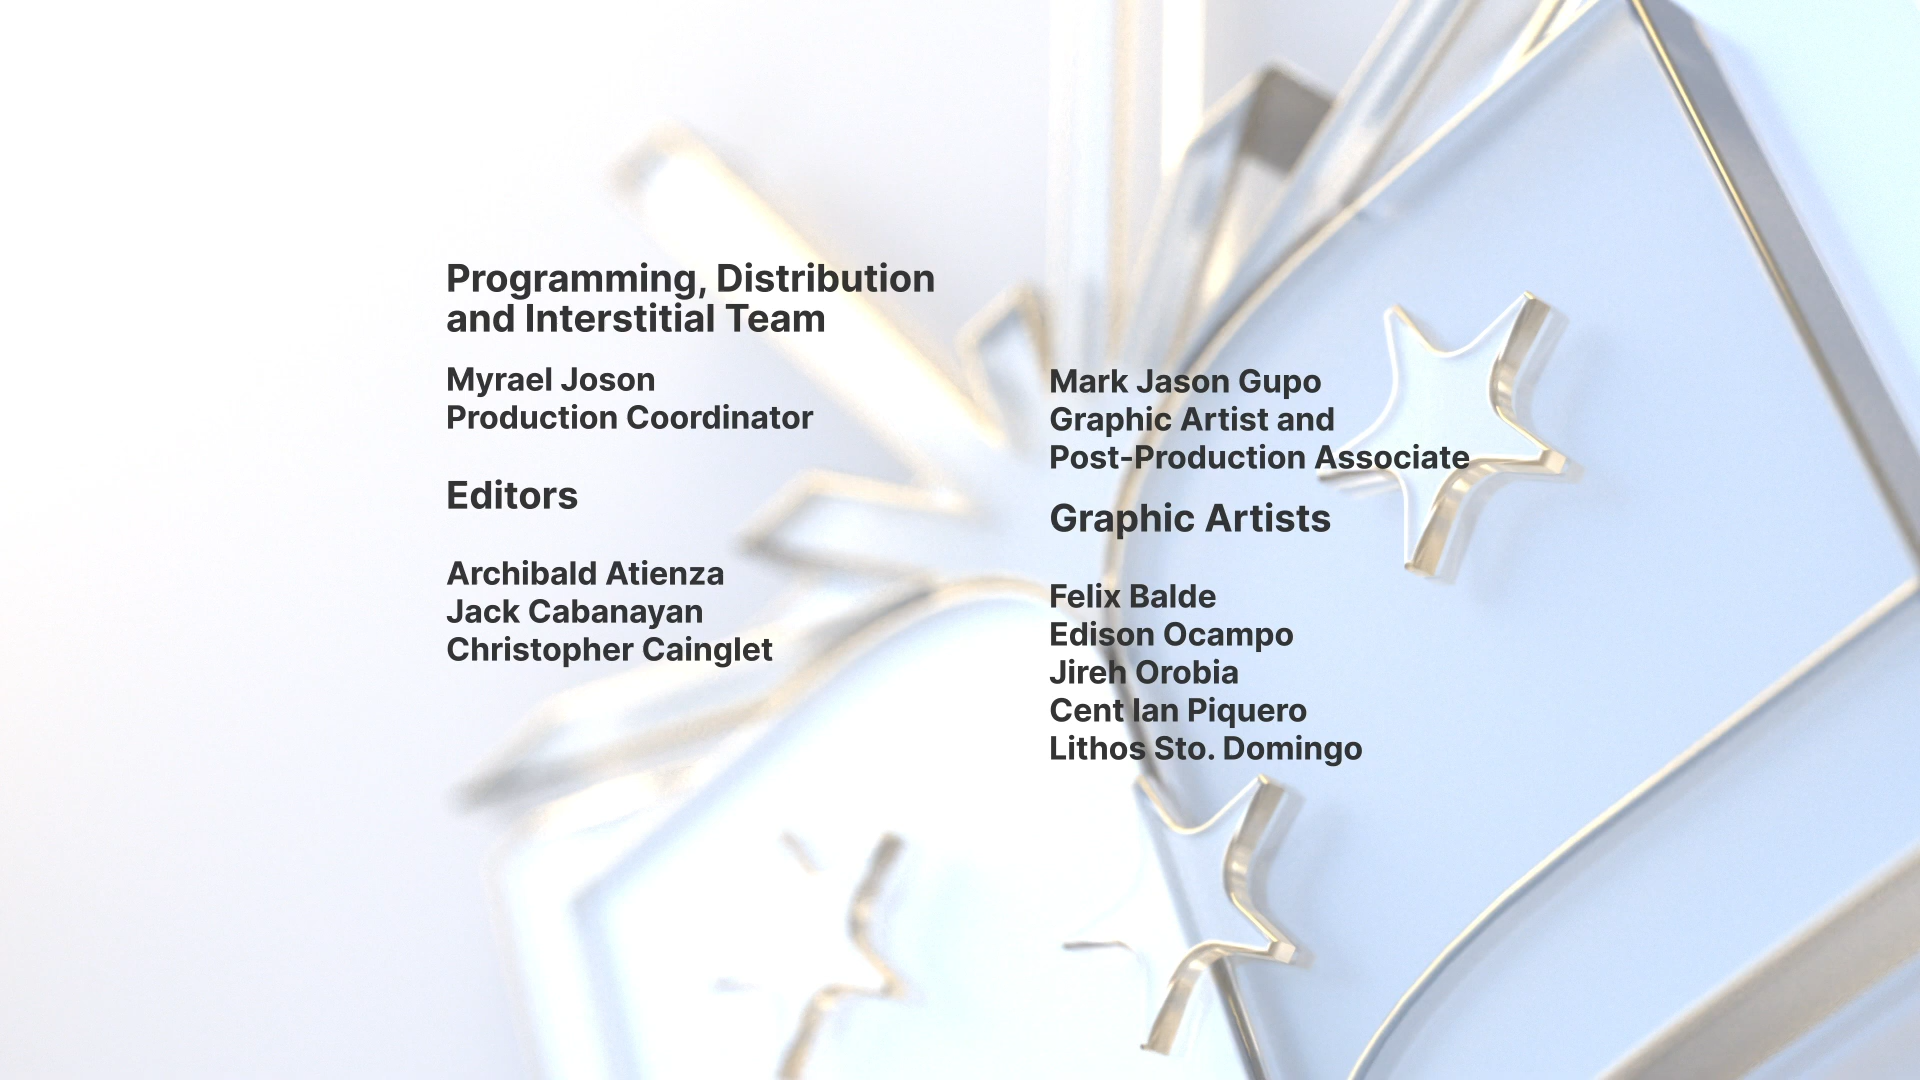 Programming, Distribution
and Interstitial Team
Myrael Joson
Production Coordinator
Editors
Archibald Atienza
Jack Cabanayan
Christopher Cainglet
Mark Jason Gupo
Graphic Artist and
Post-Production Associate
Graphic Artists
Felix Balde
Edison Ocampo
Jireh Orobia
Cent Ian Piquero
Lithos Sto. Domingo